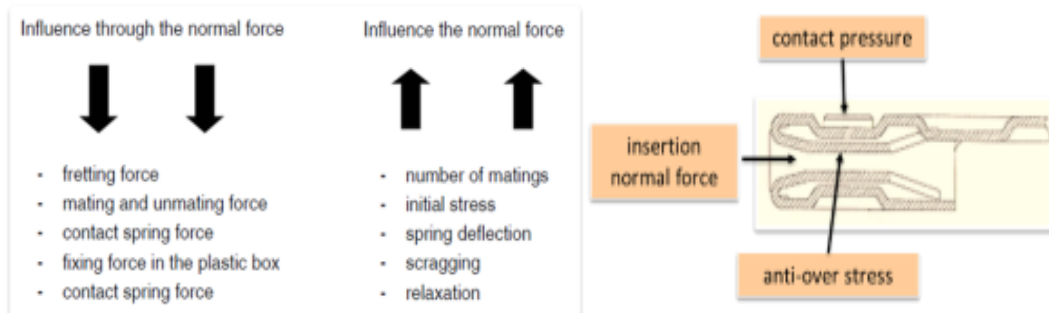 Influence through the normal force
- fretting force
- mating and unmating force
- contact spring force
- fixing force in the plastic box
- contact spring force
Influence the normal force
- number of matings
- initial stress
- spring deflection
- scragging
- relaxation
contact pressure
insertion
normal force
anti-over stress